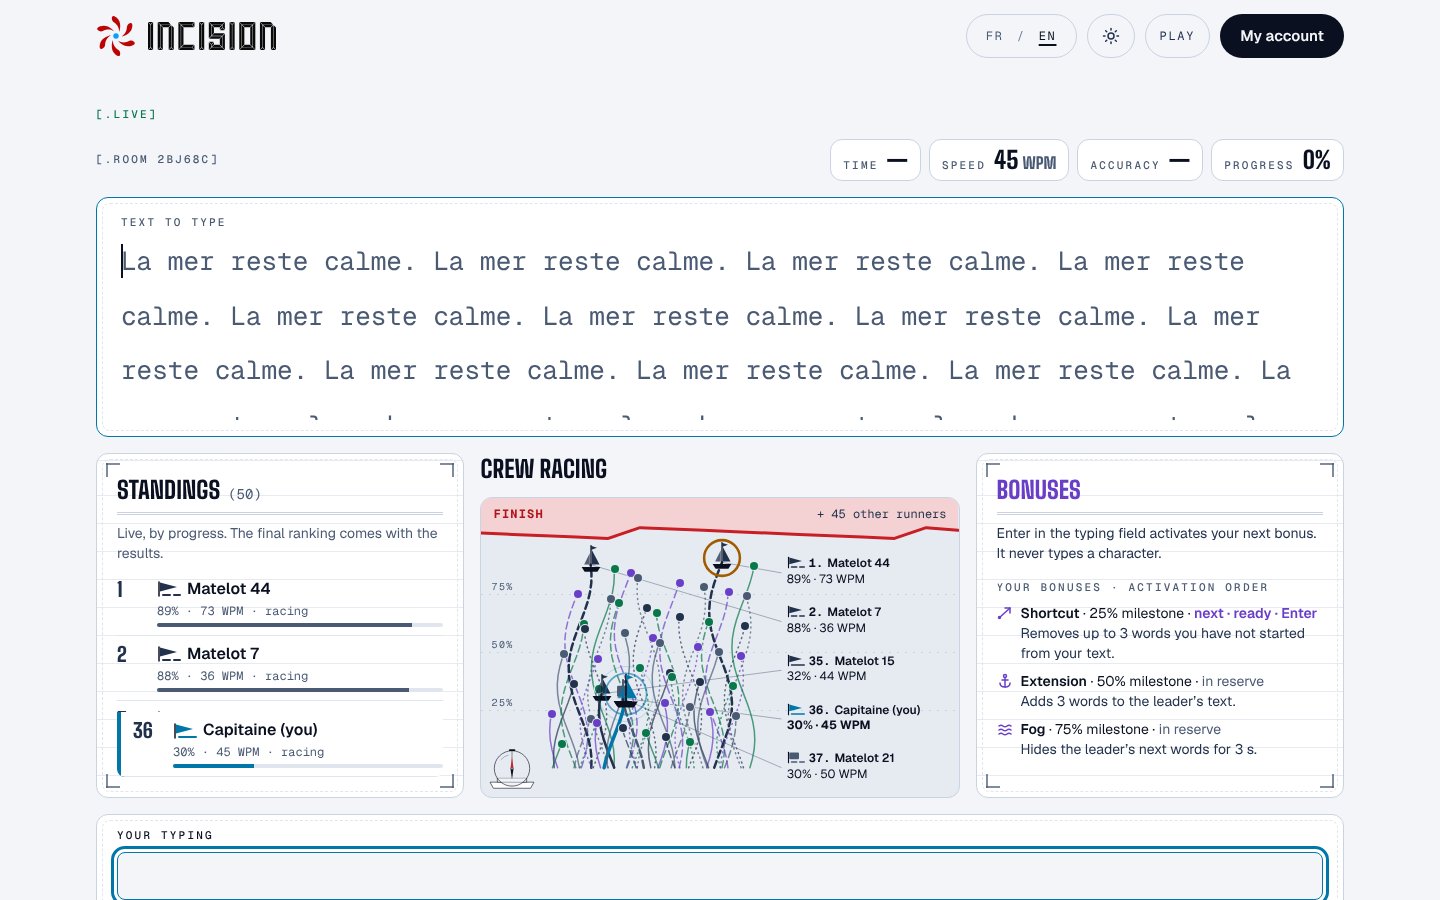 INCISION
FR / EN
PLAY
My account
[.LIVE]
[.ROOM 2BJ68C]
TIME —
SPEED 45 WPM
ACCURACY —
PROGRESS 0%
TEXT TO TYPE
La mer reste calme. La mer reste calme. La mer reste calme. La mer reste
calme. La mer reste calme. La mer reste calme. La mer reste calme. La mer
reste calme. La mer reste calme. La mer reste calme. La mer reste calme. La
STANDINGS (50)
Live, by progress. The final ranking comes with the
results.
1 Matelot 44
89% · 73 WPM · racing
2 Matelot 7
88% · 36 WPM · racing
36 Capitaine (you)
30% · 45 WPM · racing
CREW RACING
FINISH
+ 45 other runners
75%
50%
25%
1. Matelot 44
89% · 73 WPM
2. Matelot 7
88% · 36 WPM
35. Matelot 15
32% · 44 WPM
36. Capitaine (you)
30% · 45 WPM
37. Matelot 21
30% · 50 WPM
BONUSES
Enter in the typing field activates your next bonus.
It never types a character.
YOUR BONUSES · ACTIVATION ORDER
Shortcut · 25% milestone · next · ready · Enter
Removes up to 3 words you have not started
from your text.
Extension · 50% milestone · in reserve
Adds 3 words to the leader's text.
Fog · 75% milestone · in reserve
Hides the leader's next words for 3 s.
YOUR TYPING